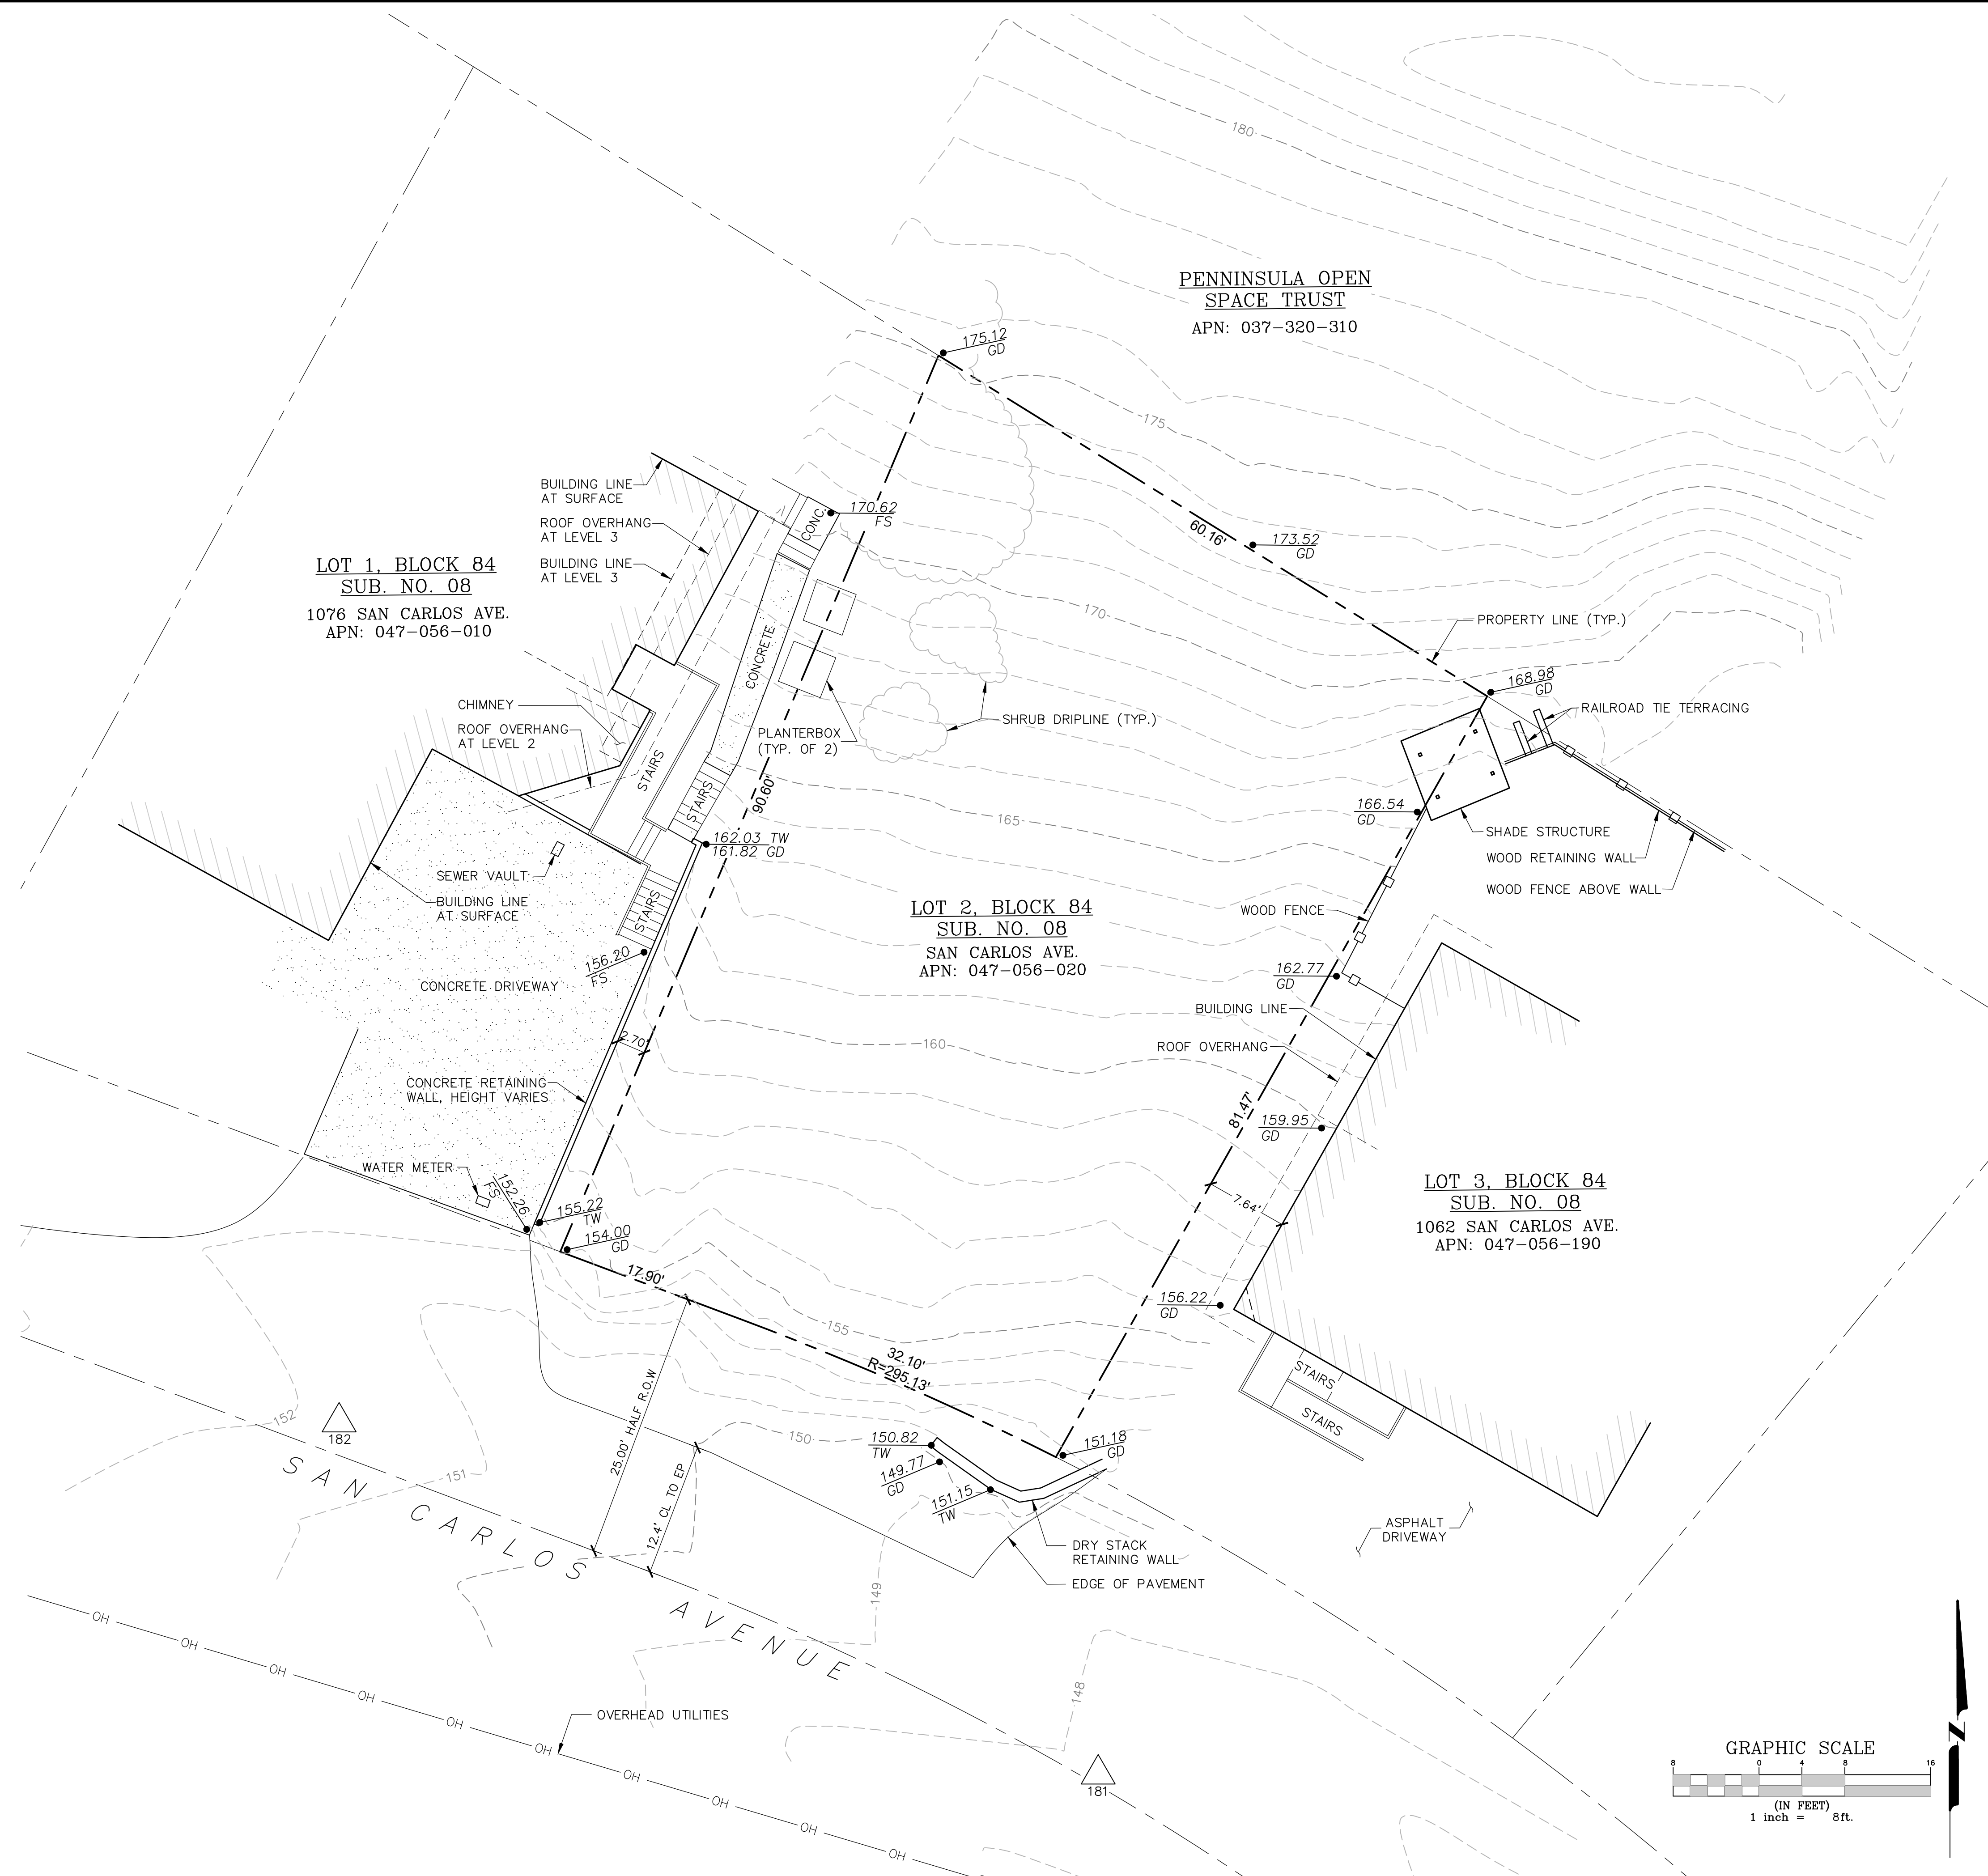 180
PENNINSULA OPEN
SPACE TRUST
APN: 037-320-310
175.12
GD
175
BUILDING LINE
AT SURFACE
ROOF OVERHANG
AT LEVEL 3
BUILDING LINE
AT LEVEL 3
CONC.
170.62
FS
60.16'
173.52
GD
LOT 1, BLOCK 84
SUB. NO. 08
1076 SAN CARLOS AVE.
APN: 047-056-010
170
PROPERTY LINE (TYP.)
CONCRETE
168.98
GD
RAILROAD TIE TERRACING
CHIMNEY
ROOF OVERHANG
AT LEVEL 2
SHRUB DRIPLINE (TYP.)
PLANTERBOX
(TYP. OF 2)
STAIRS
STAIRS
90.60'
165
166.54
GD
SHADE STRUCTURE
WOOD RETAINING WALL
WOOD FENCE ABOVE WALL
162.03 TW
161.82 GD
SEWER VAULT
BUILDING LINE
AT SURFACE
STAIRS
LOT 2, BLOCK 84
SUB. NO. 08
SAN CARLOS AVE.
APN: 047-056-020
WOOD FENCE
156.20
FS
162.77
GD
CONCRETE DRIVEWAY
BUILDING LINE
2.70'
160
ROOF OVERHANG
CONCRETE RETAINING
WALL, HEIGHT VARIES
81.47'
159.95
GD
WATER METER
152.26
FS
155.22
TW
154.00
GD
7.64'
LOT 3, BLOCK 84
SUB. NO. 08
1062 SAN CARLOS AVE.
APN: 047-056-190
17.90'
156.22
GD
155
32.10'
R=295.13'
STAIRS
STAIRS
25.00' HALF R.O.W
12.4' CL TO EP
152
182
151
150
150.82
TW
149.77
GD
151.15
TW
151.18
GD
SAN CARLOS AVENUE
ASPHALT
DRIVEWAY
DRY STACK
RETAINING WALL
EDGE OF PAVEMENT
149
148
OH
OH
OH
OH
OH
OH
OH
OH
OH
OH
OVERHEAD UTILITIES
181
N
GRAPHIC SCALE
8 0 4 8 16
(IN FEET)
1 inch = 8ft.